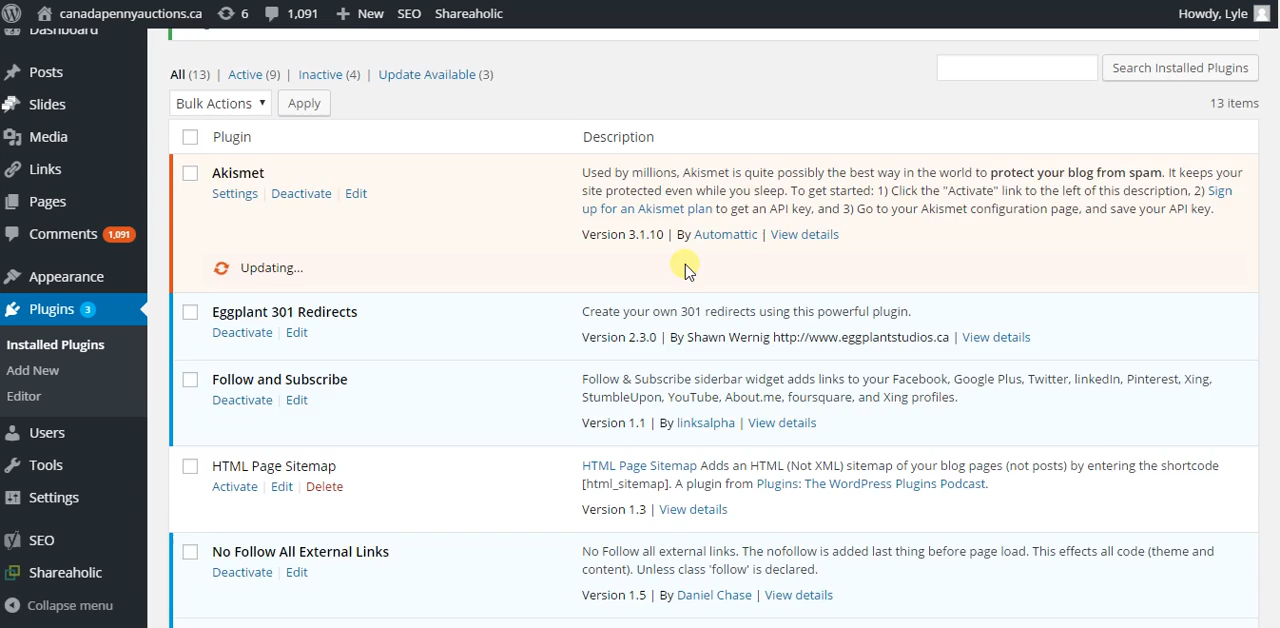 canadapennyauctions.ca 6 1,091 New SEO Shareaholic Howdy, Lyle
Dashboard
Posts
Slides
Media
Links
Pages
Comments 1,091
Appearance
Plugins 3
Installed Plugins
Add New
Editor
Users
Tools
Settings
SEO
Shareaholic
Collapse menu
All (13) | Active (9) | Inactive (4) | Update Available (3)
Search Installed Plugins
Bulk Actions Apply
13 items
Plugin Description
Akismet
Settings | Deactivate | Edit
Used by millions, Akismet is quite possibly the best way in the world to protect your blog from spam. It keeps your
site protected even while you sleep. To get started: 1) Click the "Activate" link to the left of this description, 2) Sign
up for an Akismet plan to get an API key, and 3) Go to your Akismet configuration page, and save your API key.
Version 3.1.10 | By Automattic | View details
Updating...
Eggplant 301 Redirects
Deactivate | Edit
Create your own 301 redirects using this powerful plugin.
Version 2.3.0 | By Shawn Wernig http://www.eggplantstudios.ca | View details
Follow and Subscribe
Deactivate | Edit
Follow & Subscribe siderbar widget adds links to your Facebook, Google Plus, Twitter, linkedIn, Pinterest, Xing,
StumbleUpon, YouTube, About.me, foursquare, and Xing profiles.
Version 1.1 | By linksalpha | View details
HTML Page Sitemap
Activate | Edit | Delete
HTML Page Sitemap Adds an HTML (Not XML) sitemap of your blog pages (not posts) by entering the shortcode
[html_sitemap]. A plugin from Plugins: The WordPress Plugins Podcast.
Version 1.3 | View details
No Follow All External Links
Deactivate | Edit
No Follow all external links. The nofollow is added last thing before page load. This effects all code (theme and
content). Unless class 'follow' is declared.
Version 1.5 | By Daniel Chase | View details